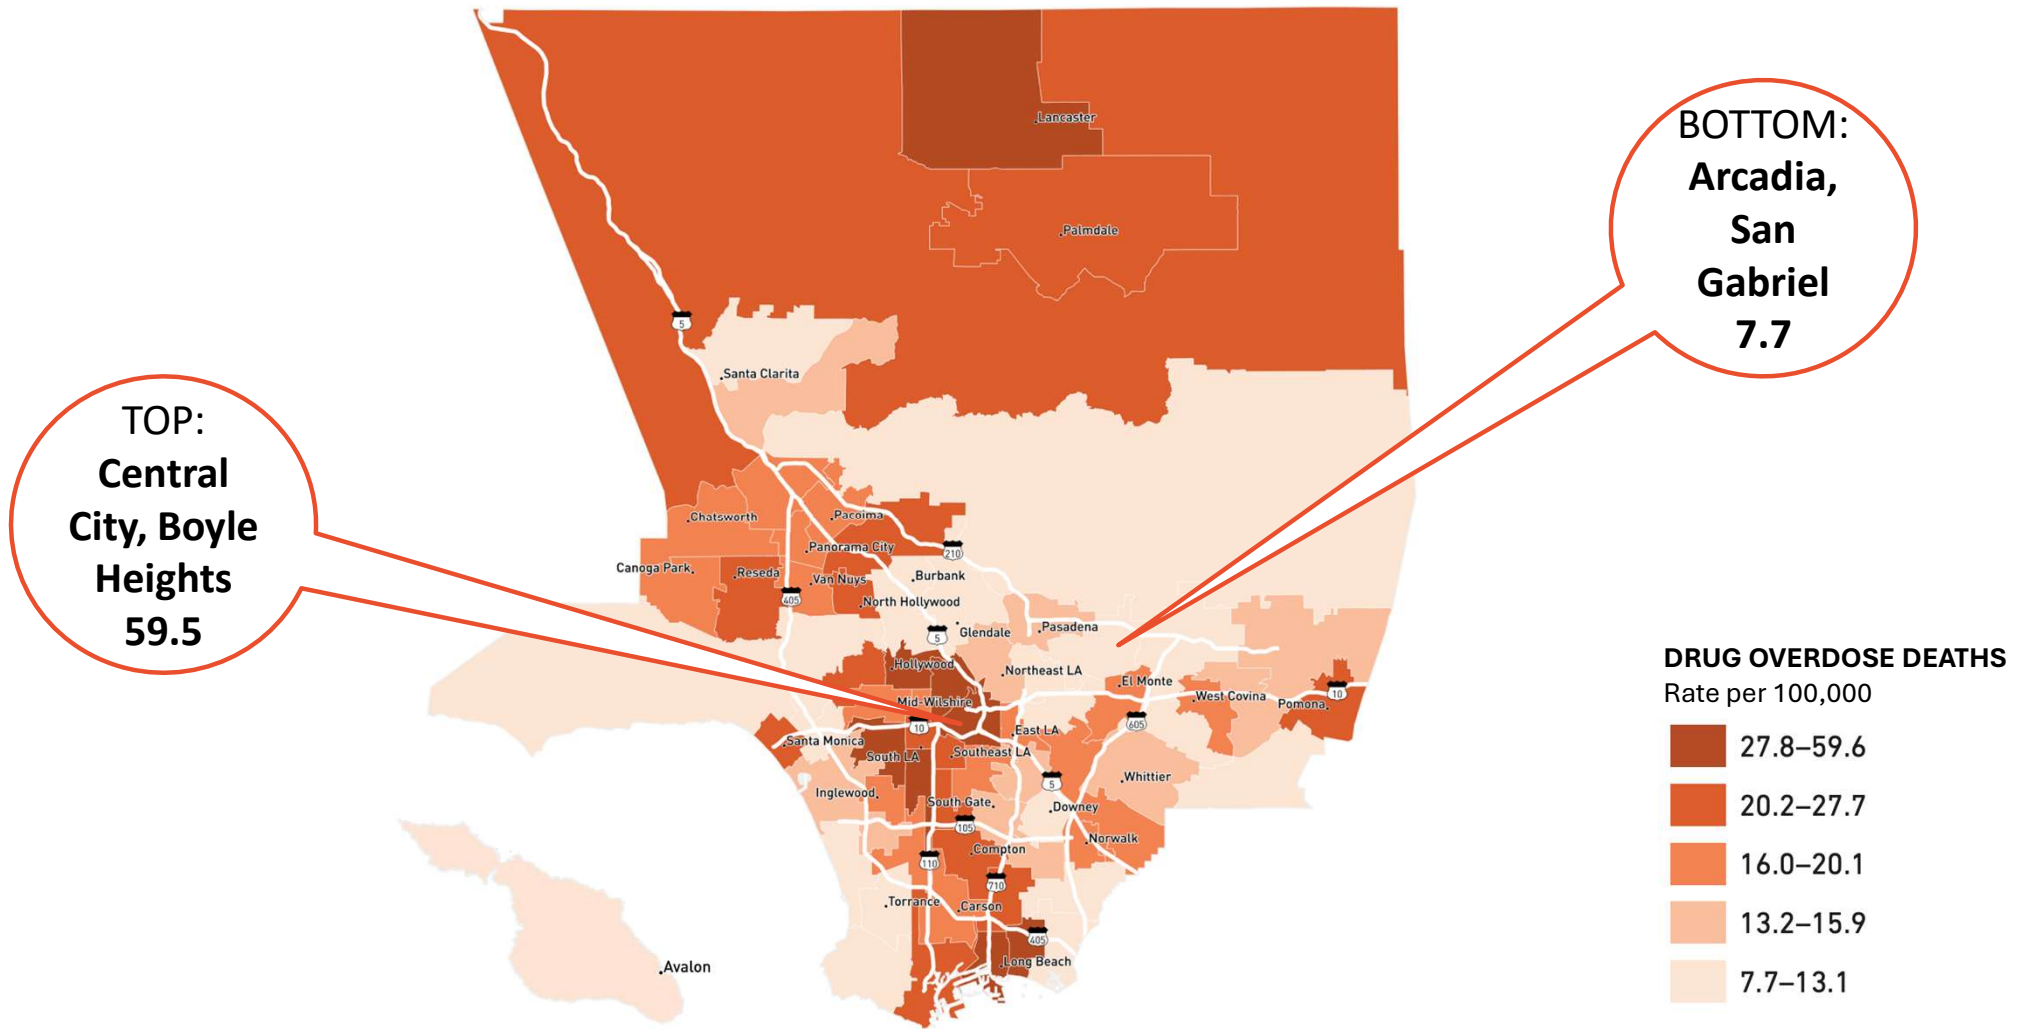 Lancaster
BOTTOM:
Arcadia,
San
Gabriel
7.7
Palmdale
5
Santa Clarita
TOP:
Central
City, Boyle
Heights
59.5
Chatsworth
Pacoima
Panorama City
210
Canoga Park
Reseda
Van Nuys
Burbank
405
North Hollywood
5
Glendale
Pasadena
Hollywood
Northeast LA
El Monte
West Covina
10
Pomona
Mid-Wilshire
10
605
East LA
Santa Monica
South LA
Southeast LA
5
Whittier
Inglewood
South Gate
Downey
105
Norwalk
Compton
110
710
Torrance
Carson
405
Long Beach
Avalon
DRUG OVERDOSE DEATHS
Rate per 100,000
27.8–59.6
20.2–27.7
16.0–20.1
13.2–15.9
7.7–13.1